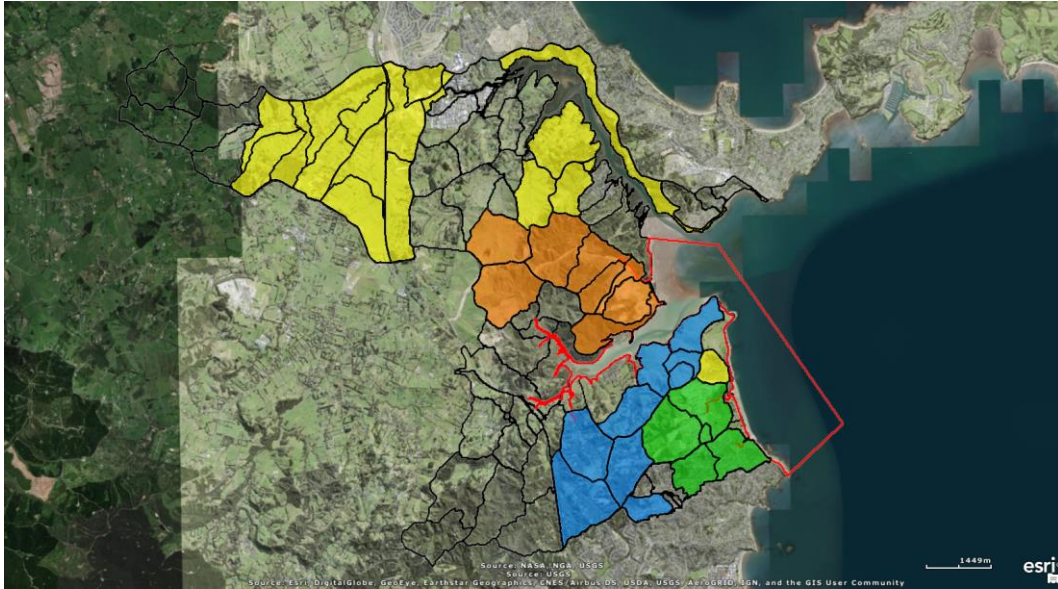 1449m
esri
Source: NASA, NGA, USGS
Source: USGS
Source: Esri, DigitalGlobe, GeoEye, Earthstar Geographics, CNES/Airbus DS, USDA, USGS, AeroGRID, IGN, and the GIS User Community